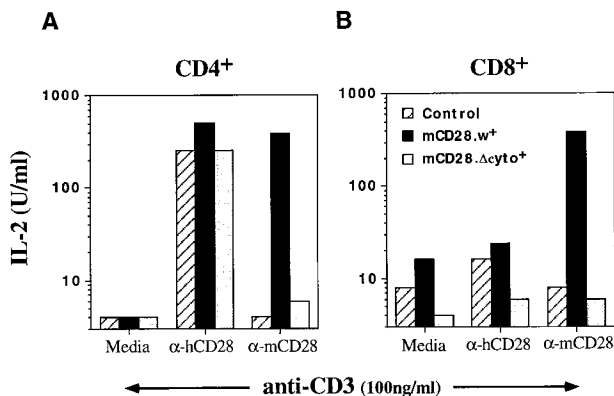 A
B
CD4+
CD8+
IL-2 (U/ml)
1000
100
10
1000
100
10
Control
mCD28.w+
mCD28.Δcyto+
Media
α-hCD28
α-mCD28
Media
α-hCD28
α-mCD28
anti-CD3 (100ng/ml)